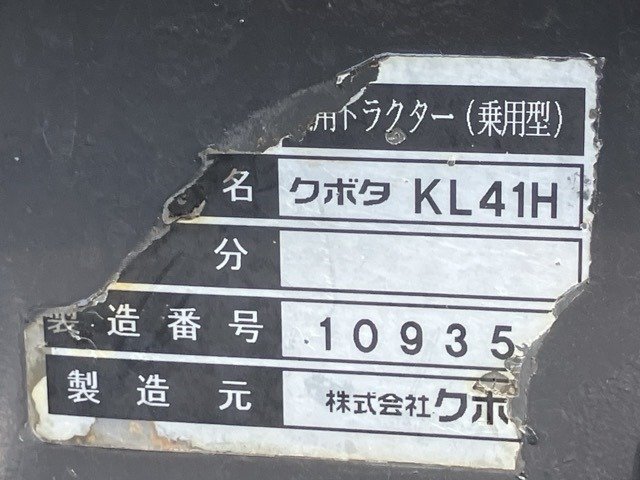 用トラクター(乗用型)
名 クボタ KL41H
分
製造番号 10935
製造元 株式会社クボ